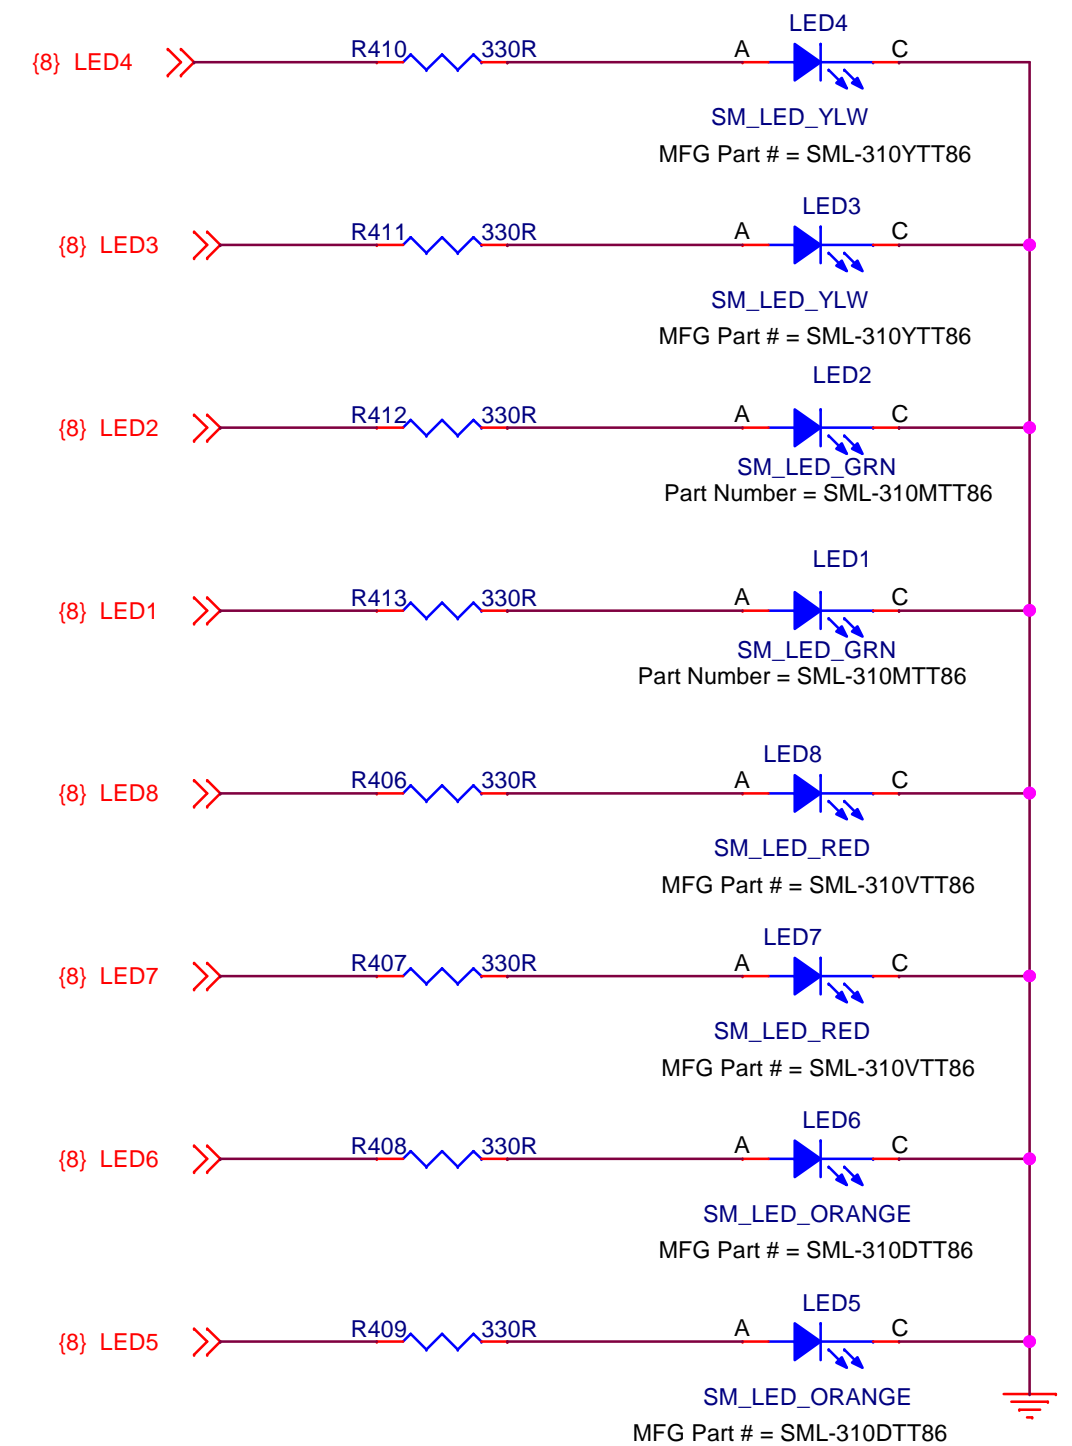 LED4
{8} LED4 R410 330R A C
SM_LED_YLW
MFG Part # = SML-310YTT86
LED3
{8} LED3 R411 330R A C
SM_LED_YLW
MFG Part # = SML-310YTT86
LED2
{8} LED2 R412 330R A C
SM_LED_GRN
Part Number = SML-310MTT86
LED1
{8} LED1 R413 330R A C
SM_LED_GRN
Part Number = SML-310MTT86
LED8
{8} LED8 R406 330R A C
SM_LED_RED
MFG Part # = SML-310VTT86
LED7
{8} LED7 R407 330R A C
SM_LED_RED
MFG Part # = SML-310VTT86
LED6
{8} LED6 R408 330R A C
SM_LED_ORANGE
MFG Part # = SML-310DTT86
LED5
{8} LED5 R409 330R A C
SM_LED_ORANGE
MFG Part # = SML-310DTT86